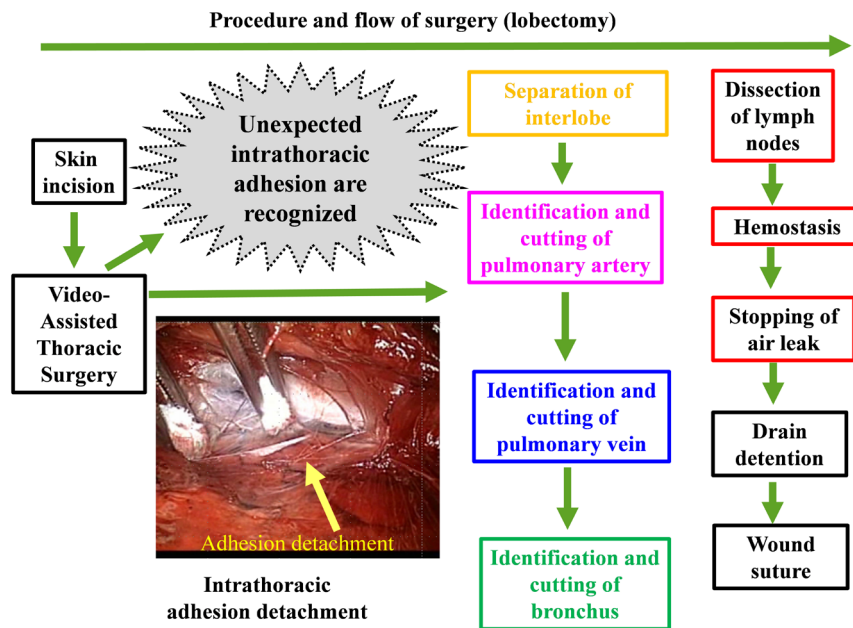 Procedure and flow of surgery (lobectomy)
Skin
incision
Video-
Assisted
Thoracic
Surgery
Unexpected
intrathoracic
adhesion are
recognized
Adhesion detachment
Intrathoracic
adhesion detachment
Separation of
interlobe
Identification and
cutting of
pulmonary artery
Identification and
cutting of
pulmonary vein
Identification and
cutting of
bronchus
Dissection
of lymph
nodes
Hemostasis
Stopping of
air leak
Drain
detention
Wound
suture